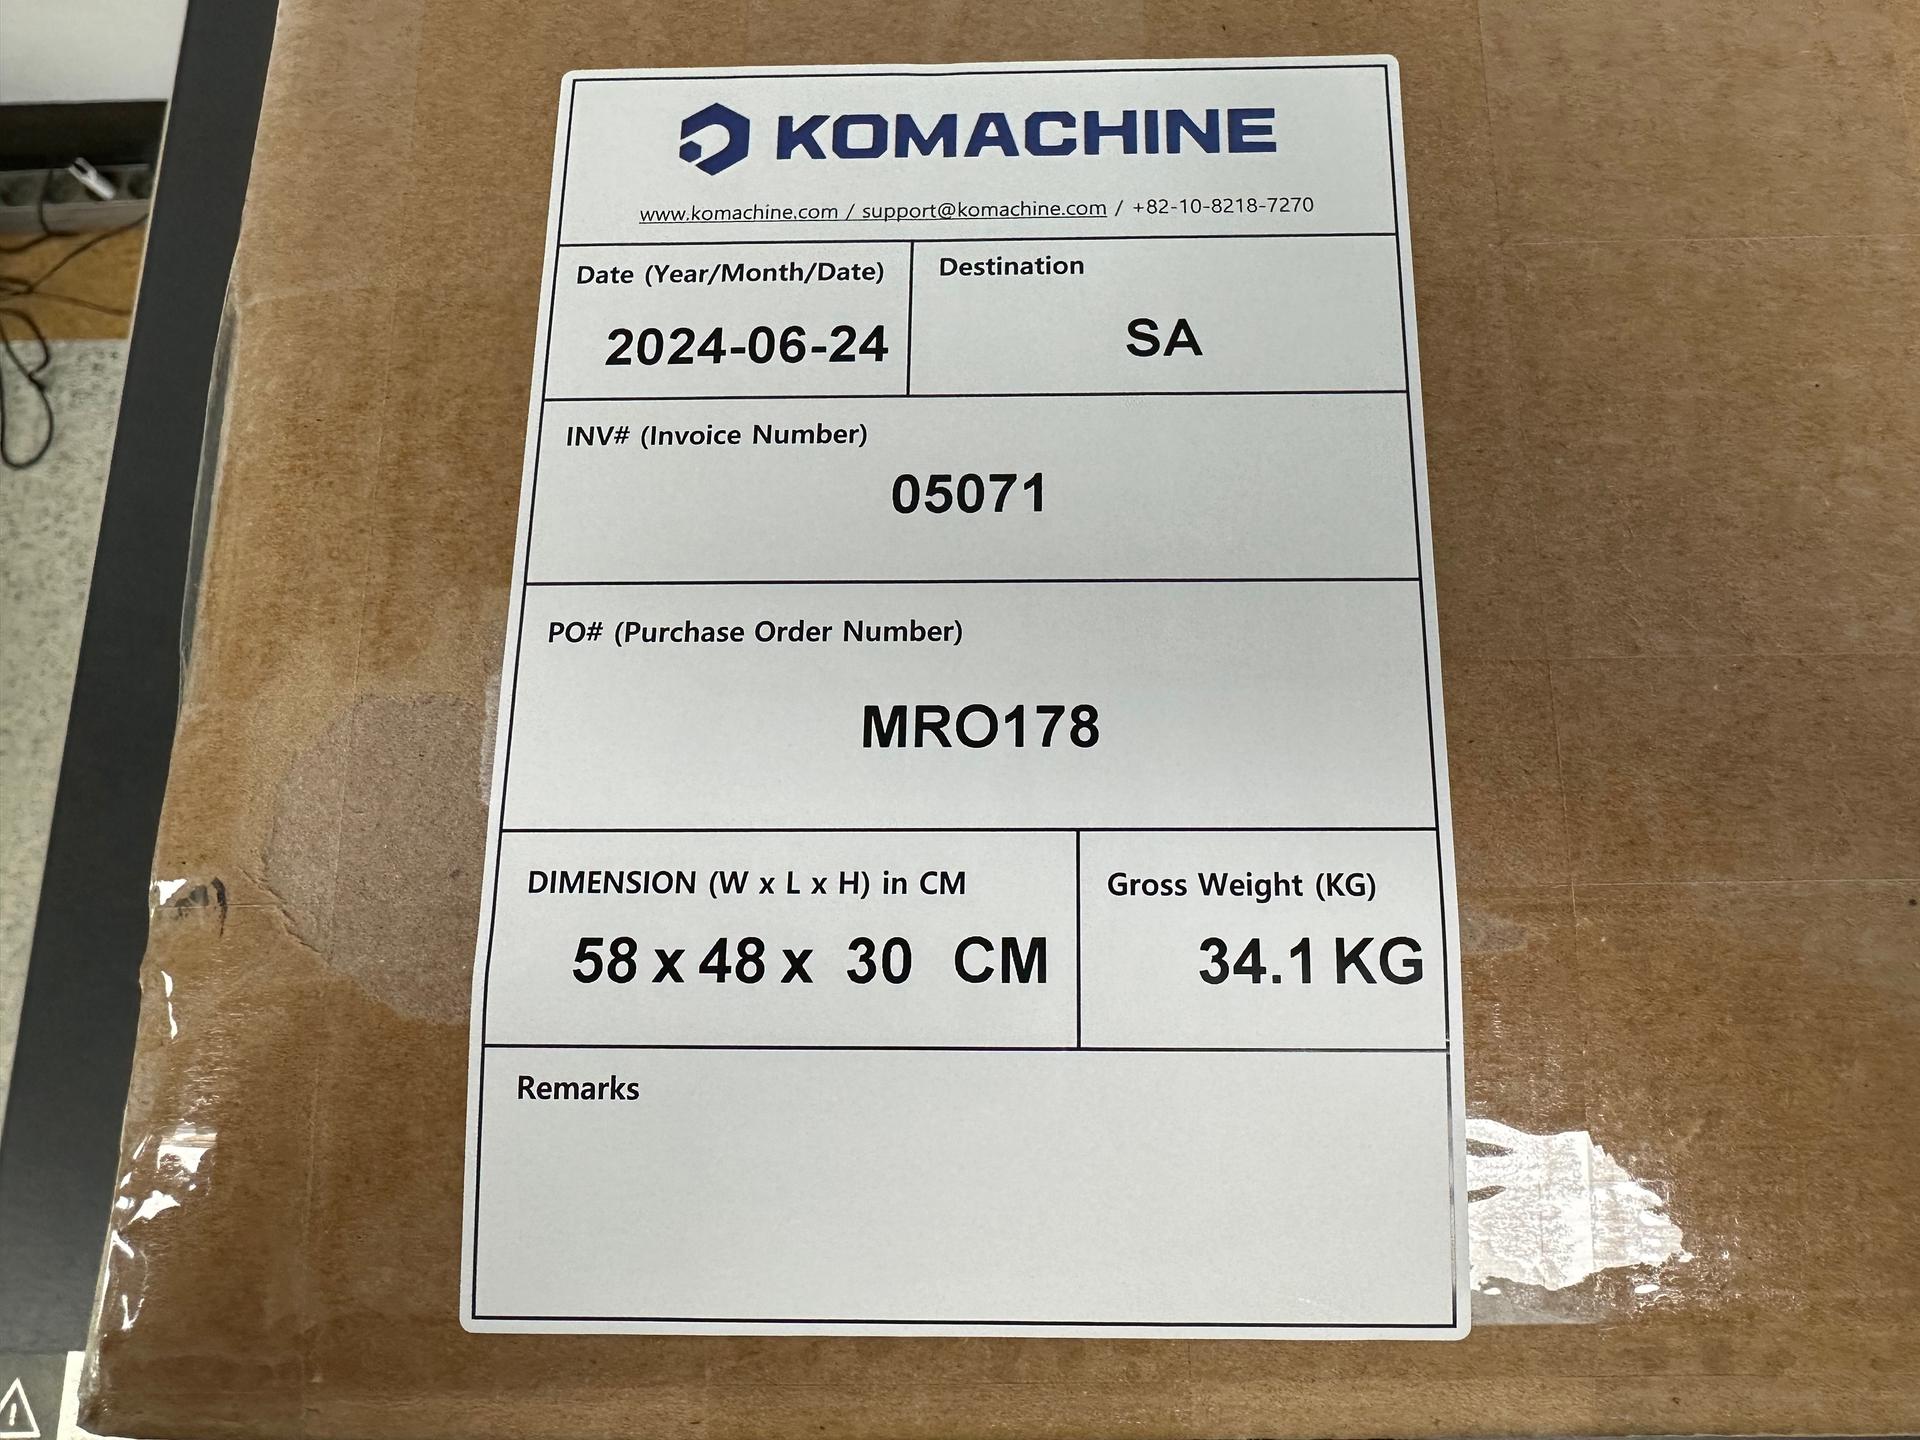 KOMACHINE
www.komachine.com / support@komachine.com / +82-10-8218-7270
Date (Year/Month/Date)
2024-06-24
Destination
SA
INV# (Invoice Number)
05071
PO# (Purchase Order Number)
MRO178
DIMENSION (W x L x H) in CM
58 x 48 x 30 CM
Gross Weight (KG)
34.1 KG
Remarks